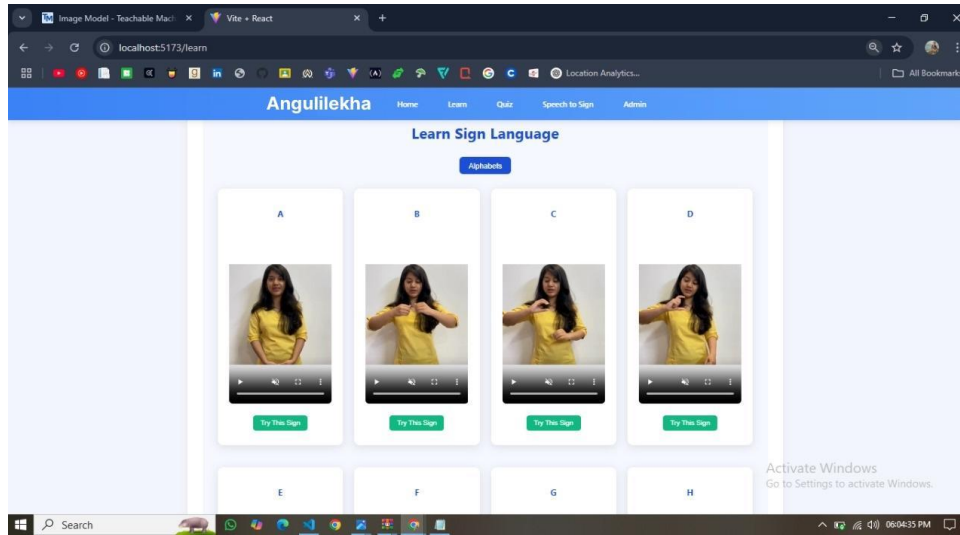 Image Model - Teachable Mach
Vite + React
localhost:5173/learn
Location Analytics...
All Bookmarks
Angulilekha Home Learn Quiz Speech to Sign Admin
Learn Sign Language
Alphabets
A B C D
Try This Sign Try This Sign Try This Sign Try This Sign
E F G H
Activate Windows
Go to Settings to activate Windows.
Search
06:04:35 PM